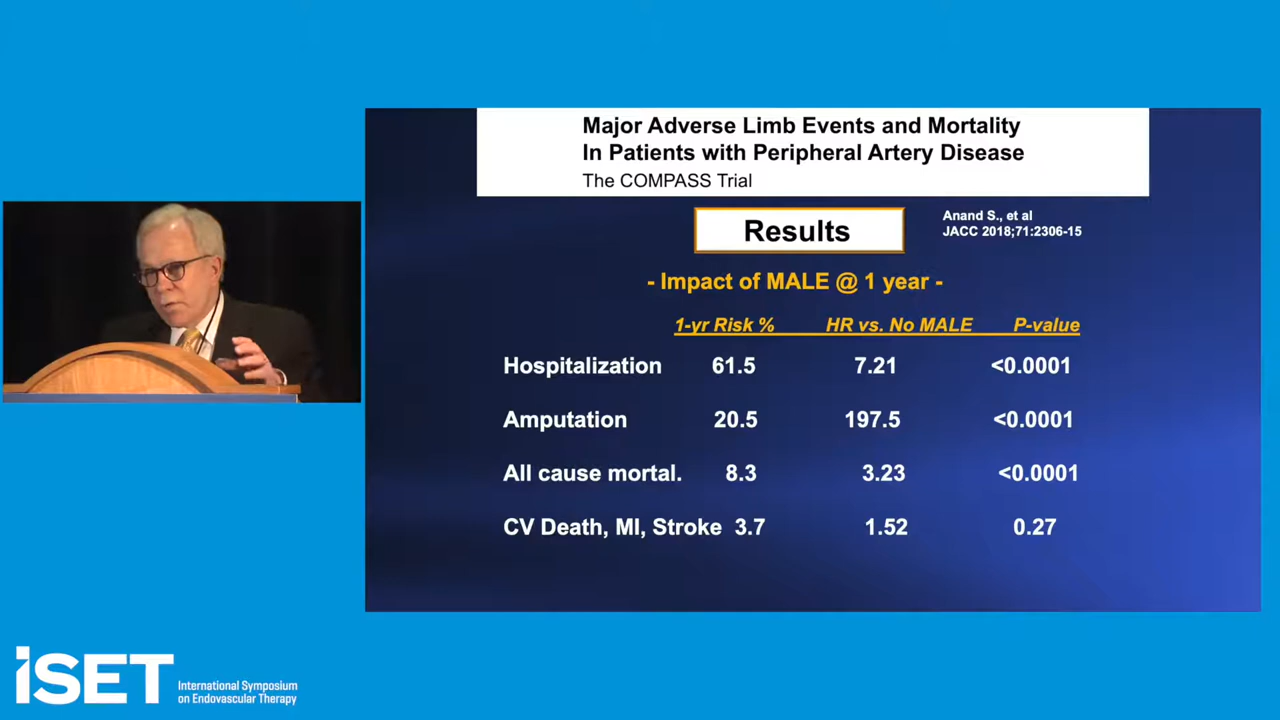 Major Adverse Limb Events and Mortality
In Patients with Peripheral Artery Disease
The COMPASS Trial
Results
Anand S., et al
JACC 2018;71:2306-15
- Impact of MALE @ 1 year -
1-yr Risk % HR vs. No MALE P-value
Hospitalization 61.5 7.21 <0.0001
Amputation 20.5 197.5 <0.0001
All cause mortal. 8.3 3.23 <0.0001
CV Death, MI, Stroke 3.7 1.52 0.27
iSET
International Symposium
on Endovascular Therapy